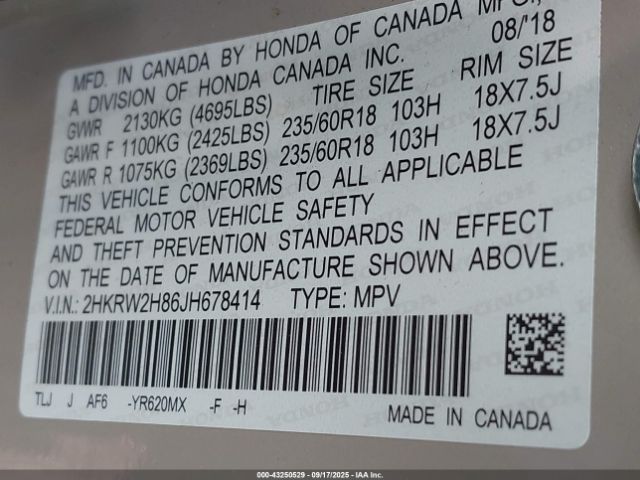 MFD. IN CANADA BY HONDA OF CANADA MFG.,
A DIVISION OF HONDA CANADA INC. 08/'18
GVWR 2130KG (4695LBS) TIRE SIZE RIM SIZE
GAWR F 1100KG (2425LBS) 235/60R18 103H 18X7.5J
GAWR R 1075KG (2369LBS) 235/60R18 103H 18X7.5J
THIS VEHICLE CONFORMS TO ALL APPLICABLE
FEDERAL MOTOR VEHICLE SAFETY
AND THEFT PREVENTION STANDARDS IN EFFECT
ON THE DATE OF MANUFACTURE SHOWN ABOVE.
V.I.N.: 2HKRW2H86JH678414 TYPE: MPV
TLJ J AF6 -YR620MX -F -H
MADE IN CANADA
000-43250529 - 09/17/2025 - IAA Inc.